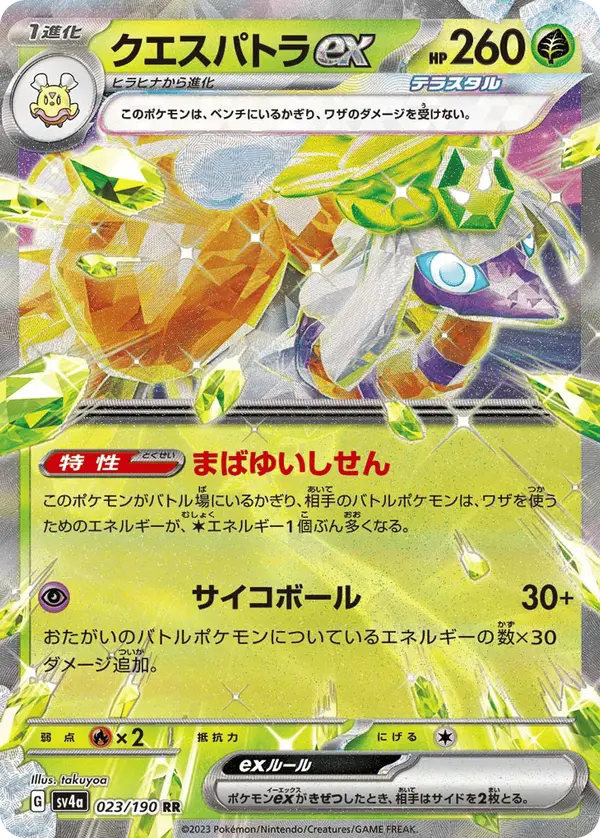 1進化 クエスパトラex HP260
ヒラヒナから進化 テラスタル
このポケモンは、ベンチにいるかぎり、ワザのダメージを受けない。
特性 まばゆいしせん
このポケモンがバトル場にいるかぎり、相手のバトルポケモンは、ワザを使う
ためのエネルギーが、エネルギー1個ぶん多くなる。
サイコボール 30+
おたがいのバトルポケモンについているエネルギーの数×30
ダメージ追加。
弱点 ×2 抵抗力 にげる
exルール
ポケモンexがきぜつしたとき、相手はサイドを2枚とる。
Illus. takuyoa
G sv4a 023/190 RR
©2023 Pokémon/Nintendo/Creatures/GAME FREAK.